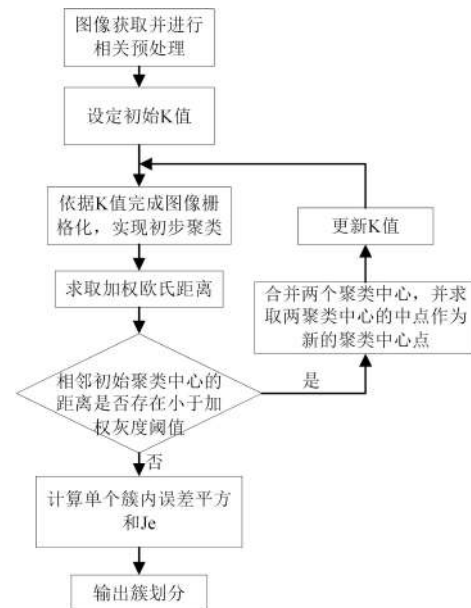 图像获取并进行
相关预处理
设定初始K值
依据K值完成图像栅
格化，实现初步聚类
更新K值
求取加权欧氏距离
合并两个聚类中心，并求
取两聚类中心的中点作为
新的聚类中心点
相邻初始聚类中心的
距离是否存在小于加
权灰度阈值
是
否
计算单个簇内误差平方
和Je
输出簇划分